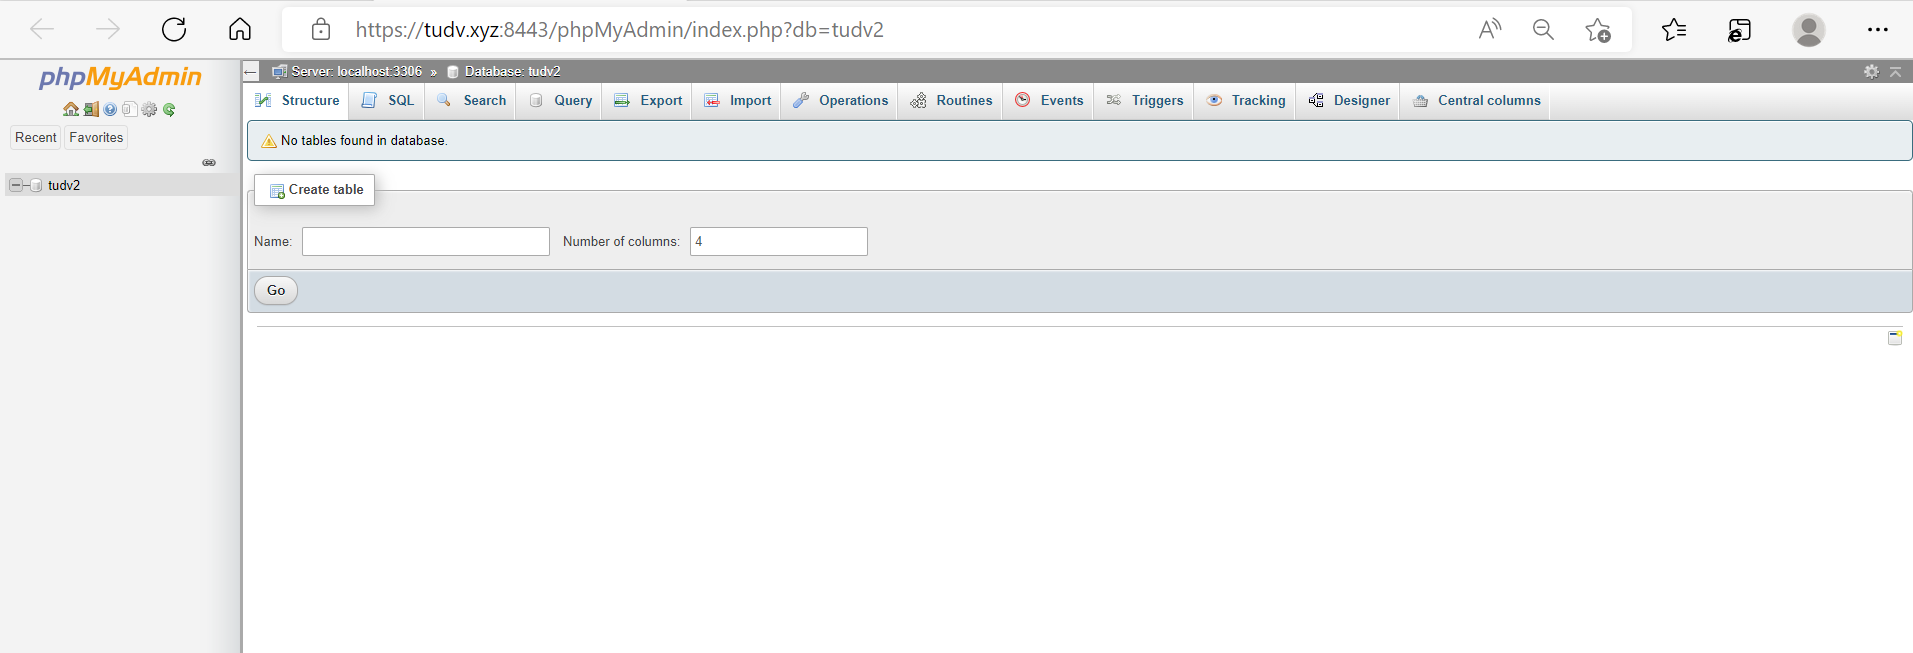 https://tudv.xyz:8443/phpMyAdmin/index.php?db=tudv2
phpMyAdmin
Recent Favorites
tudv2
Server: localhost:3306 » Database: tudv2
Structure SQL Search Query Export Import Operations Routines Events Triggers Tracking Designer Central columns
No tables found in database.
Create table
Name: Number of columns: 4
Go